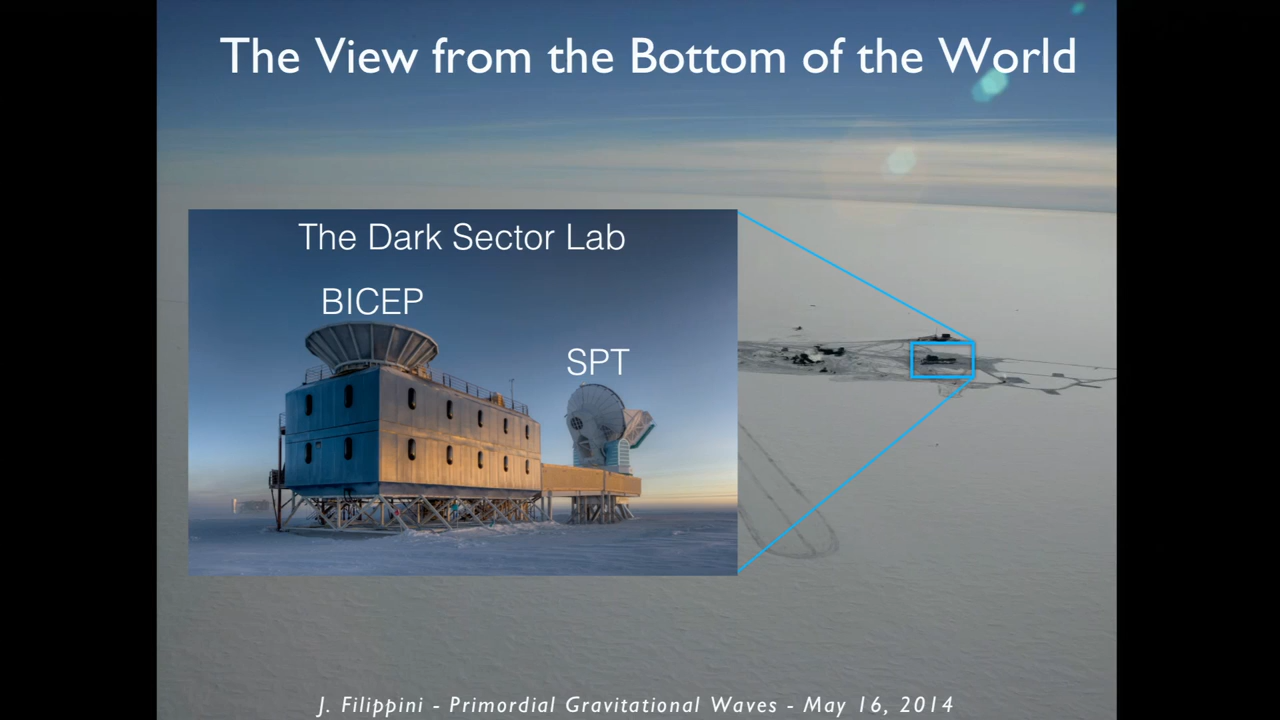 The View from the Bottom of the World
The Dark Sector Lab
BICEP
SPT
J. Filippini - Primordial Gravitational Waves - May 16, 2014